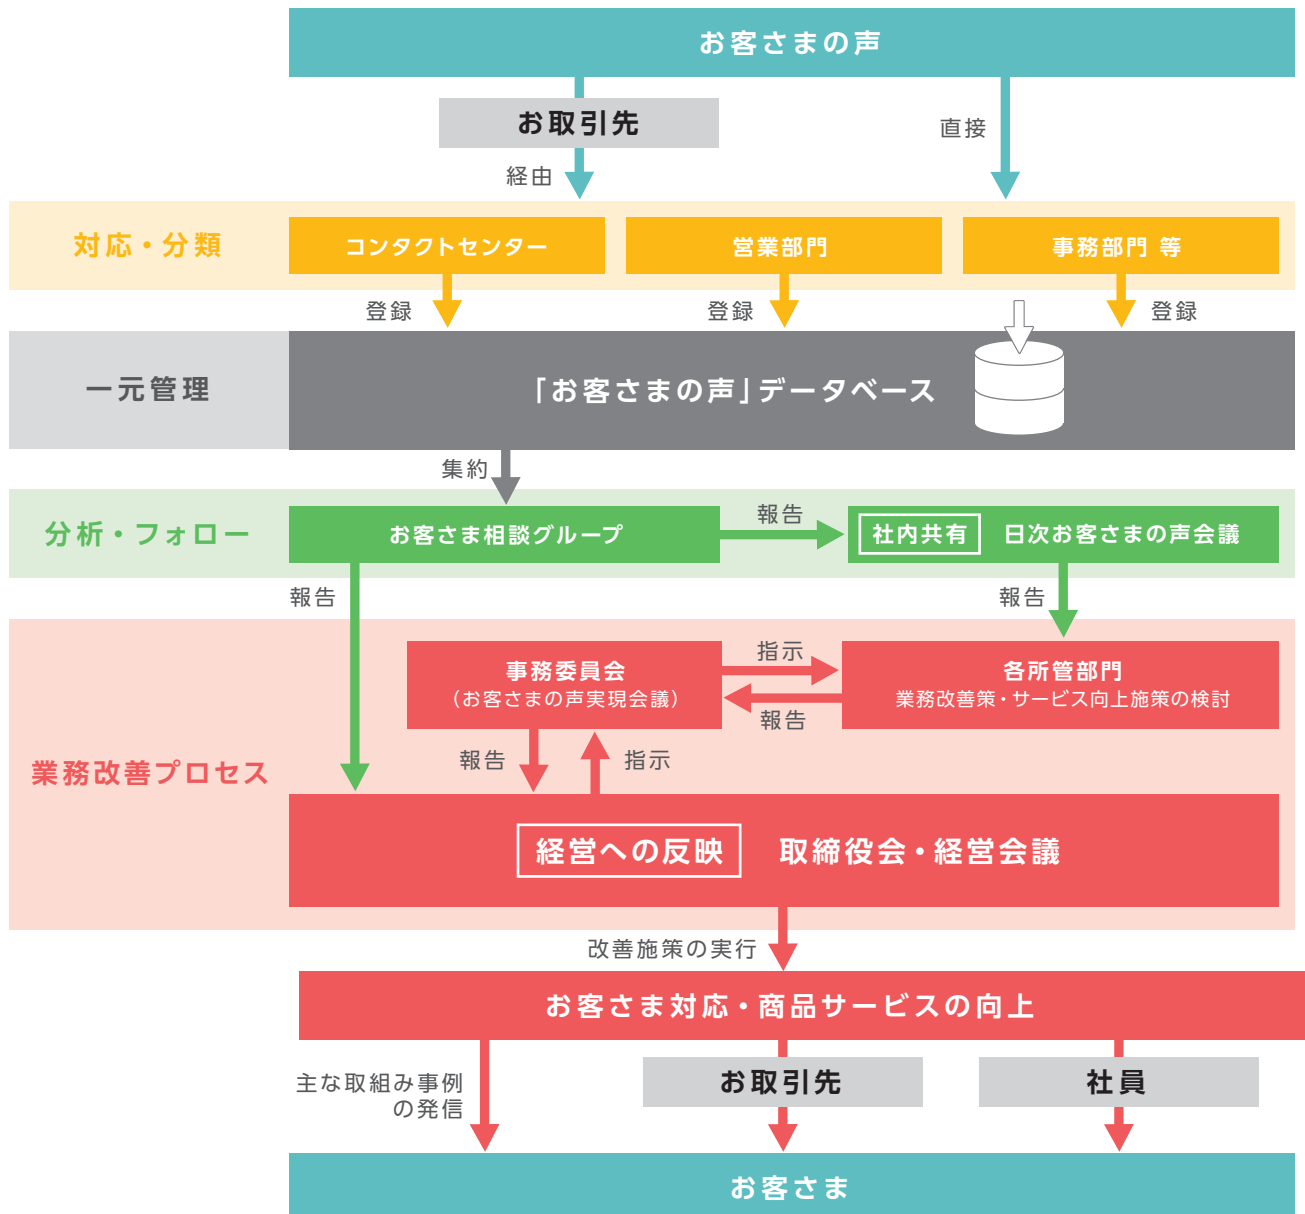 お客さまの声
お取引先
直接
経由
対応・分類
コンタクトセンター
営業部門
事務部門 等
登録
登録
登録
一元管理
「お客さまの声」データベース
集約
分析・フォロー
お客さま相談グループ
報告
社内共有
日次お客さまの声会議
報告
報告
業務改善プロセス
事務委員会
（お客さまの声実現会議）
指示
報告
各所管部門
業務改善策・サービス向上施策の検討
報告
指示
経営への反映
取締役会・経営会議
改善施策の実行
お客さま対応・商品サービスの向上
主な取組み事例
の発信
お取引先
社員
お客さま